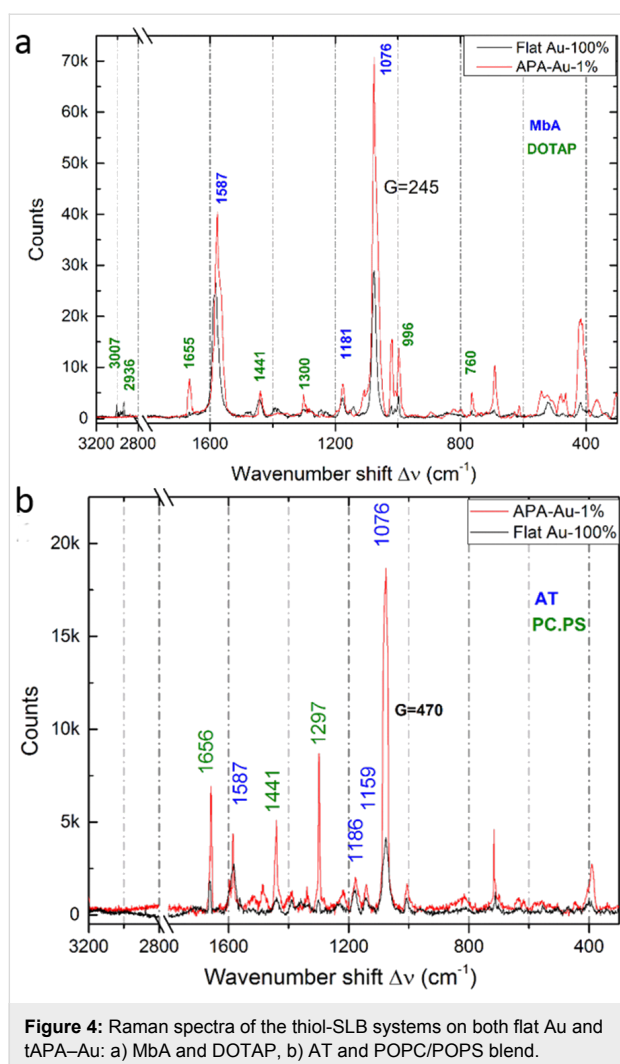 a
Flat Au-100%
APA-Au-1%
1076
MbA
DOTAP
1587
G=245
3007
2936
1655
1441
1300
1181
996
760
70k
60k
50k
40k
30k
20k
10k
0
Counts
3200 2800 1600 1200 800 400
Wavenumber shift Δν (cm-1)
b
APA-Au-1%
Flat Au-100%
1076
AT
PC.PS
G=470
1656
1587
1441
1297
1186
1159
20k
15k
10k
5k
0
Counts
3200 2800 1600 1200 800 400
Wavenumber shift Δν (cm-1)
Figure 4: Raman spectra of the thiol-SLB systems on both flat Au and
tAPA–Au: a) MbA and DOTAP, b) AT and POPC/POPS blend.